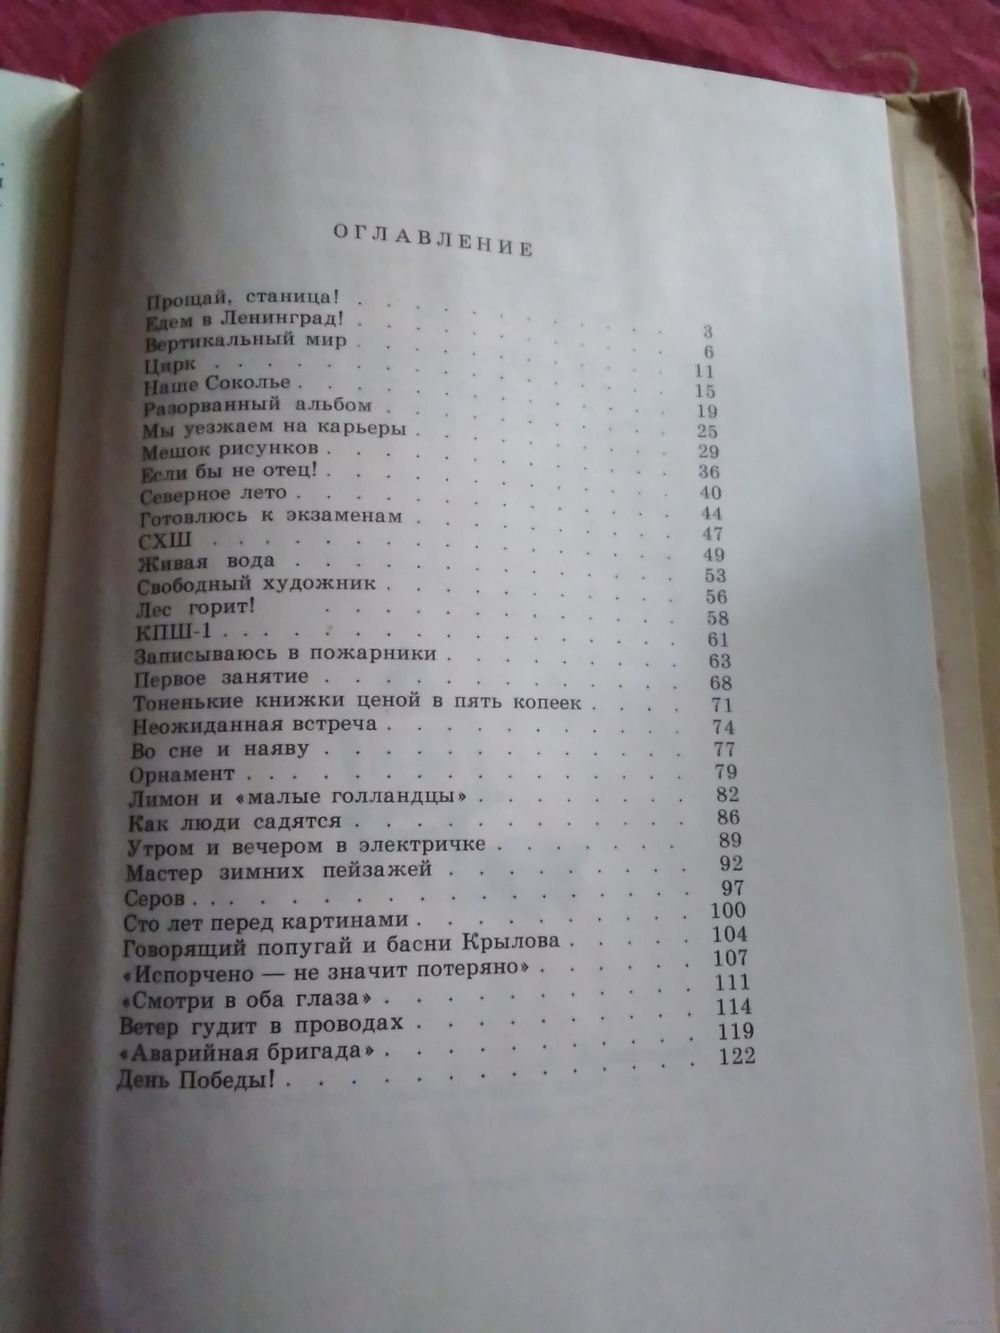 ОГЛАВЛЕНИЕ
Прощай, станица! . . . . . . . . . . 3
Едем в Ленинград! . . . . . . . . . . 6
Вертикальный мир . . . . . . . . . . 11
Цирк . . . . . . . . . . 15
Наше Соколье . . . . . . . . . . 19
Разорванный альбом . . . . . . . . . . 25
Мы уезжаем на карьеры . . . . . . . . . 29
Мешок рисунков . . . . . . . . . . 36
Если бы не отец! . . . . . . . . . . 40
Северное лето . . . . . . . . . . 44
Готовлюсь к экзаменам . . . . . . . . . 47
СХШ . . . . . . . . . . 49
Живая вода . . . . . . . . . . 53
Свободный художник . . . . . . . . . . 56
Лес горит! . . . . . . . . . . 58
КПШ-1 . . . . . . . . . . 61
Записываюсь в пожарники . . . . . . . . 63
Первое занятие . . . . . . . . . . 68
Тоненькие книжки ценой в пять копеек . . . . 71
Неожиданная встреча . . . . . . . . . . 74
Во сне и наяву . . . . . . . . . . 77
Орнамент . . . . . . . . . . 79
Лимон и «малые голландцы» . . . . . . . 82
Как люди садятся . . . . . . . . . . 86
Утром и вечером в электричке . . . . . . 89
Мастер зимних пейзажей . . . . . . . . 92
Серов . . . . . . . . . . 97
Сто лет перед картинами . . . . . . . . . 100
Говорящий попугай и басни Крылова . . . . . 104
«Испорчено — не значит потеряно» . . . . . 107
«Смотри в оба глаза» . . . . . . . . . . 111
Ветер гудит в проводах . . . . . . . . . 114
«Аварийная бригада» . . . . . . . . . . 119
День Победы! . . . . . . . . . . 122